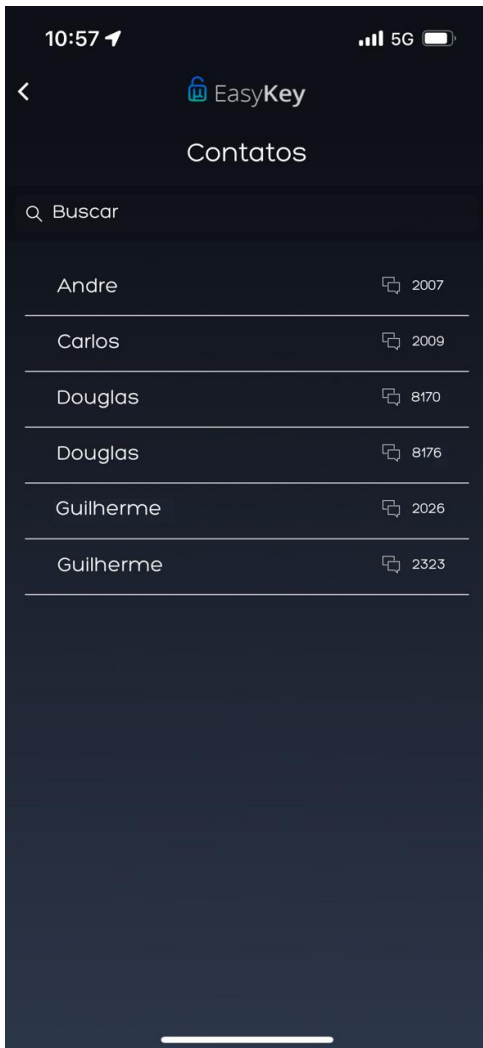 10:57 5G
EasyKey
Contatos
Buscar
Andre 2007
Carlos 2009
Douglas 8170
Douglas 8176
Guilherme 2026
Guilherme 2323